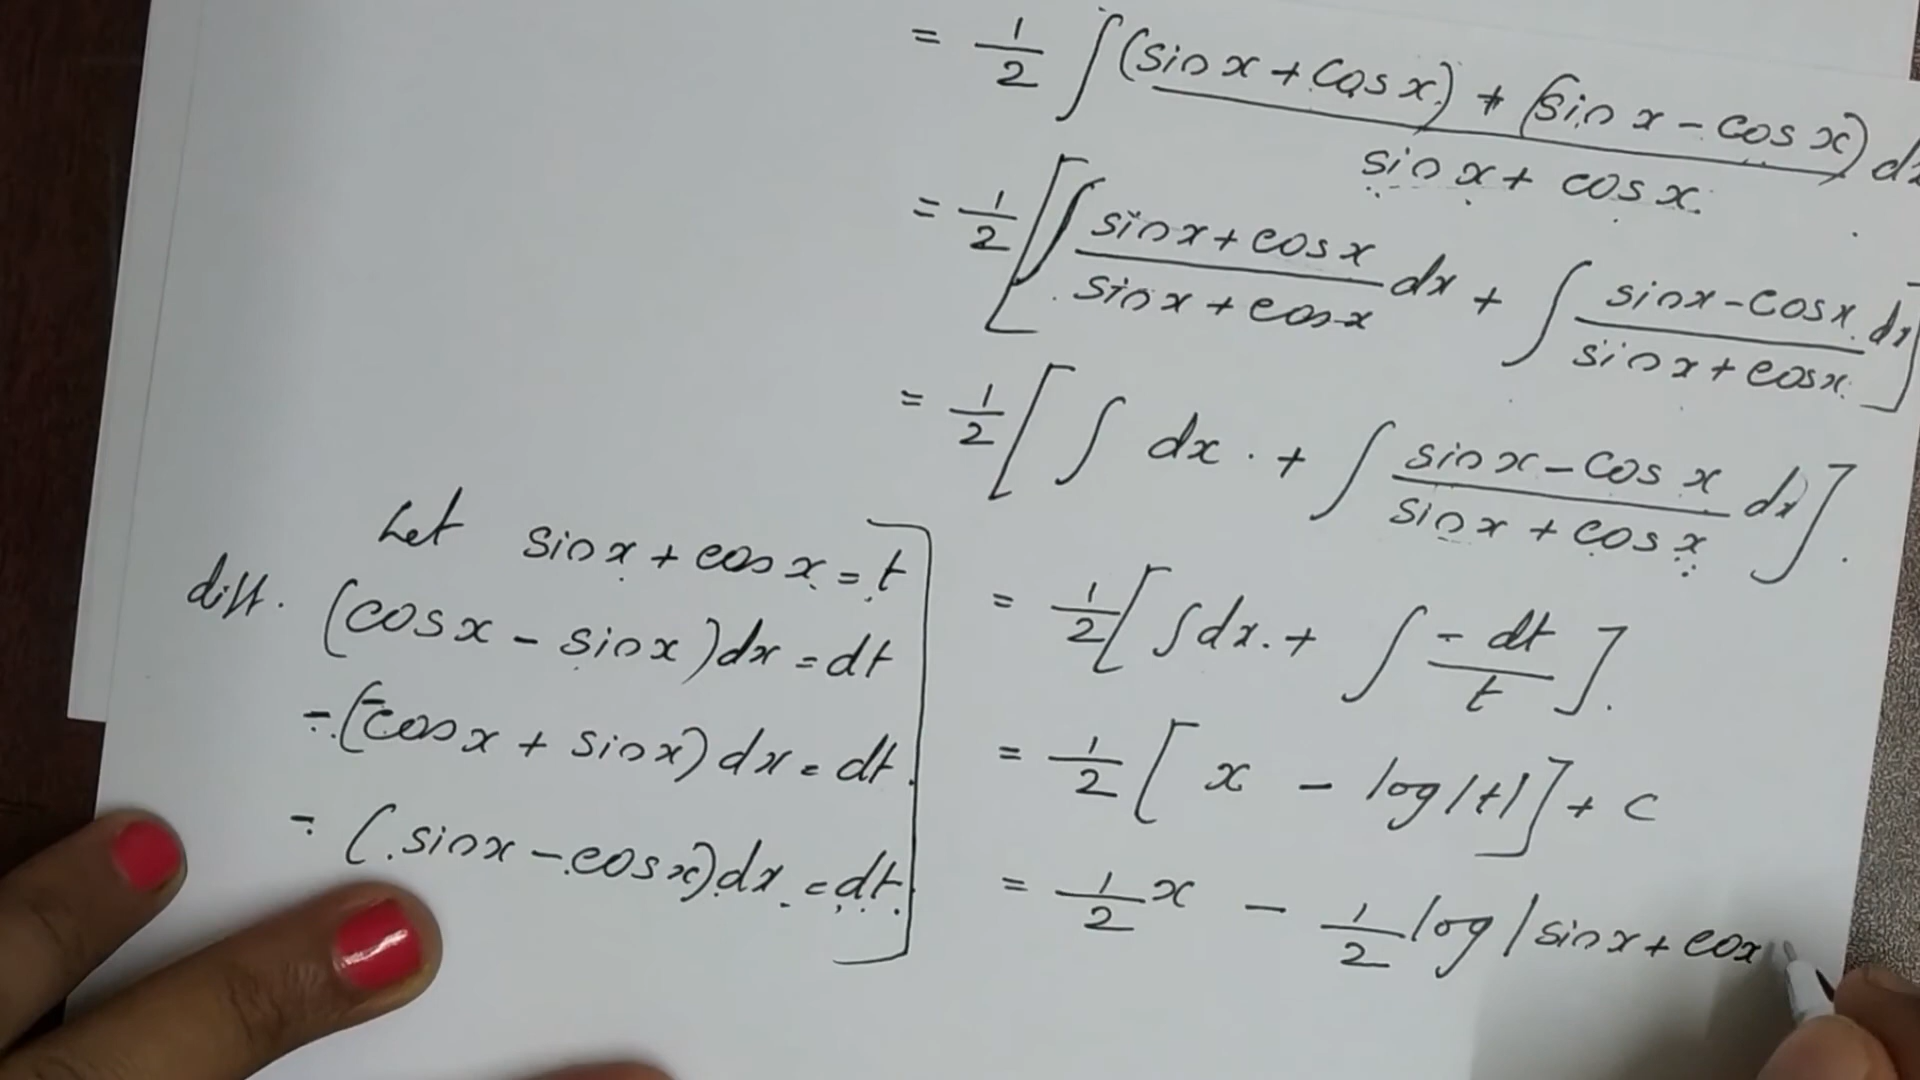 = 1/2 ∫ (sin x + cos x) + (sin x - cos x) / sin x + cos x dx
= 1/2 [∫ sin x + cos x / sin x + cos x dx + ∫ sin x - cos x / sin x + cos x dx]
= 1/2 [∫ dx + ∫ sin x - cos x / sin x + cos x dx].
Let sin x + cos x = t
diff. (cos x - sin x) dx = dt
-(-cos x + sin x) dx = dt.
-(sin x - cos x) dx = dt.
= 1/2 [∫ dx + ∫ - dt / t].
= 1/2 [x - log |t|] + c
= 1/2 x - 1/2 log | sin x + cox